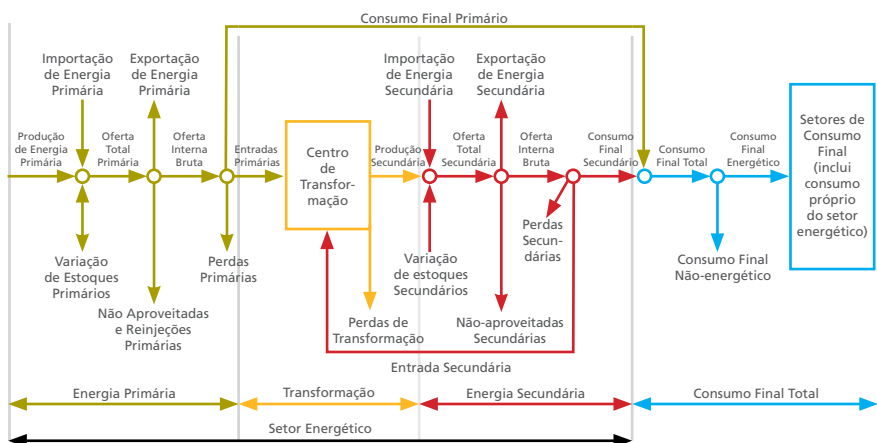 Consumo Final Primário
Importação
de Energia
Primária
Exportação
de Energia
Primária
Importação
de Energia
Secundária
Exportação
de Energia
Secundária
Produção
de Energia
Primária
Oferta
Total
Primária
Oferta
Interna
Bruta
Entradas
Primárias
Centro
de
Transfor-
mação
Produção
Secundária
Oferta
Total
Secundária
Oferta
Interna
Bruta
Consumo
Final
Secundário
Consumo
Final Total
Consumo
Final
Energético
Setores de
Consumo
Final
(inclui
consumo
próprio
do setor
energético)
Variação
de Estoques
Primários
Não Aproveitadas
e Reinjeções
Primárias
Perdas
Primárias
Perdas de
Transformação
Variação
de estoques
Secundários
Não-aproveitadas
Secundárias
Perdas
Secun-
dárias
Consumo Final
Não-energético
Entrada Secundária
Energia Primária
Transformação
Energia Secundária
Consumo Final Total
Setor Energético